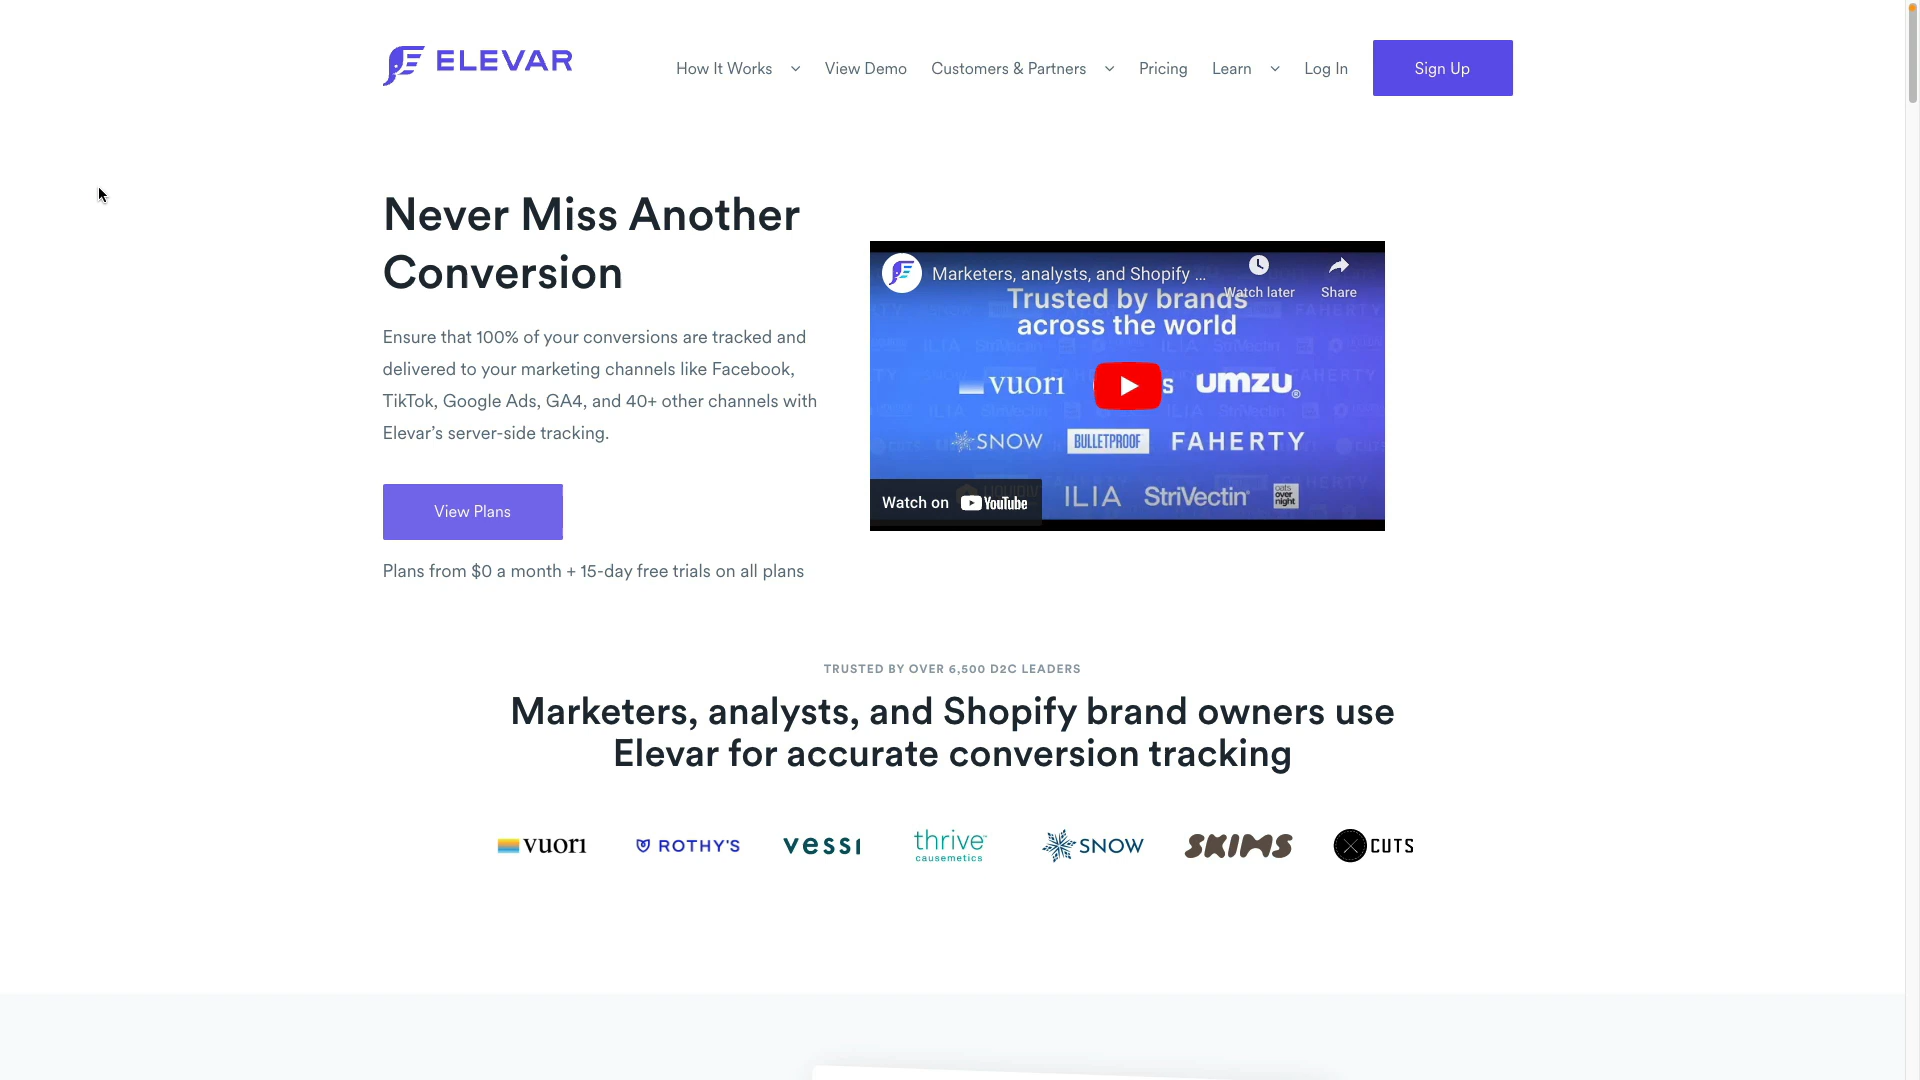 ELEVAR
How It Works
View Demo
Customers & Partners
Pricing
Learn
Log In
Sign Up
Never Miss Another
Conversion
Ensure that 100% of your conversions are tracked and
delivered to your marketing channels like Facebook,
TikTok, Google Ads, GA4, and 40+ other channels with
Elevar’s server-side tracking.
View Plans
Plans from $0 a month + 15-day free trials on all plans
Marketers, analysts, and Shopify ...
Watch later
Share
Trusted by brands
across the world
vuori
umzu
SNOW
BULLETPROOF
FAHERTY
Watch on YouTube
ILIA
StriVectin
oats
over
night
TRUSTED BY OVER 6,500 D2C LEADERS
Marketers, analysts, and Shopify brand owners use
Elevar for accurate conversion tracking
vuori
ROTHY'S
vessi
thrive
causemetics
SNOW
SKIMS
CUTS